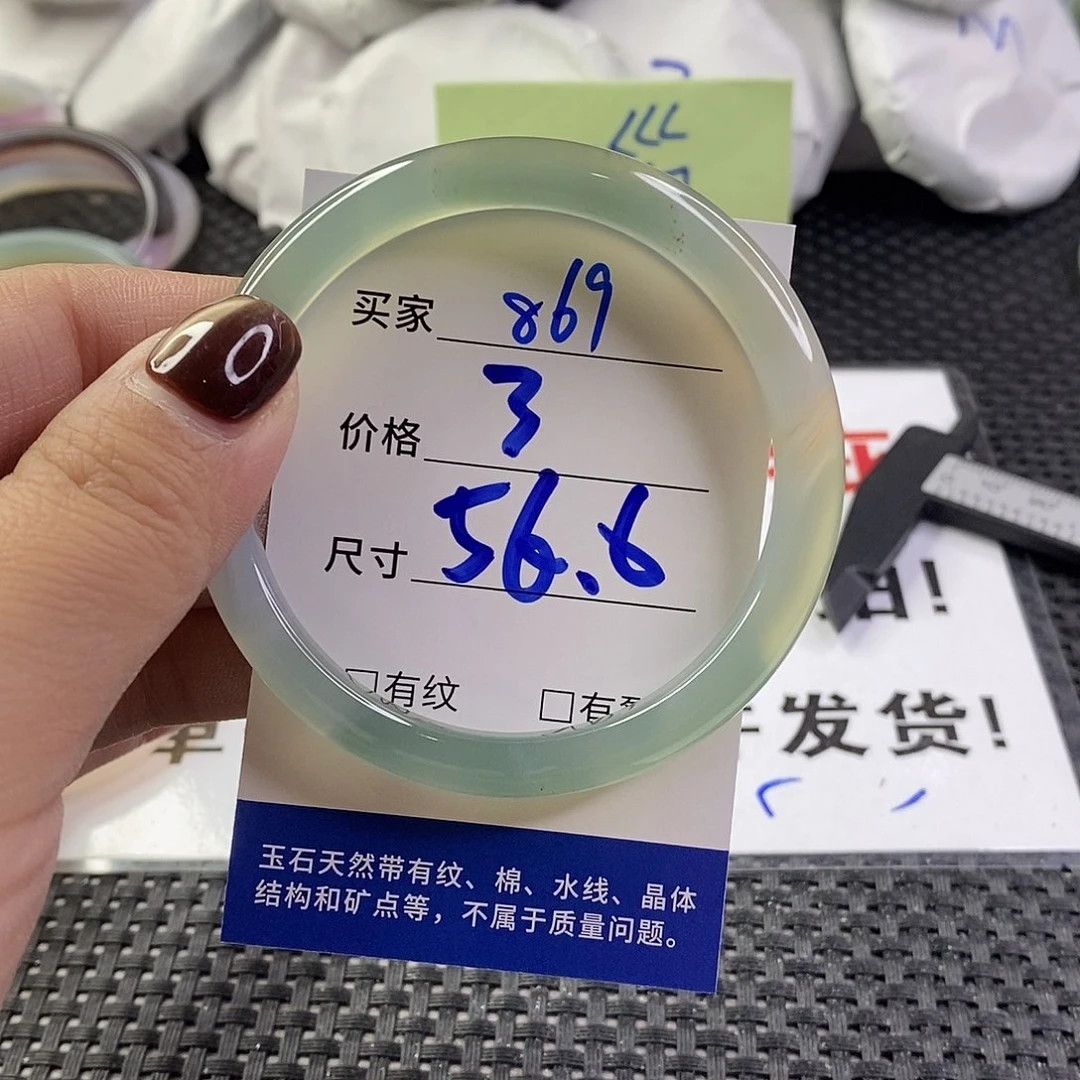 买家 869
价格 3
尺寸 56.6
□有纹 □有
发货!
单
玉石天然带有纹、棉、水线、晶体
结构和矿点等，不属于质量问题。